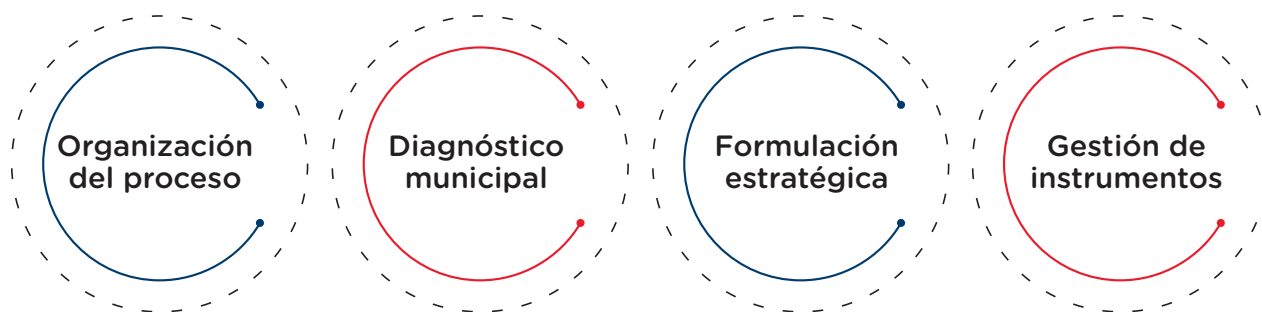 Organización
del proceso
Diagnóstico
municipal
Formulación
estratégica
Gestión de
instrumentos